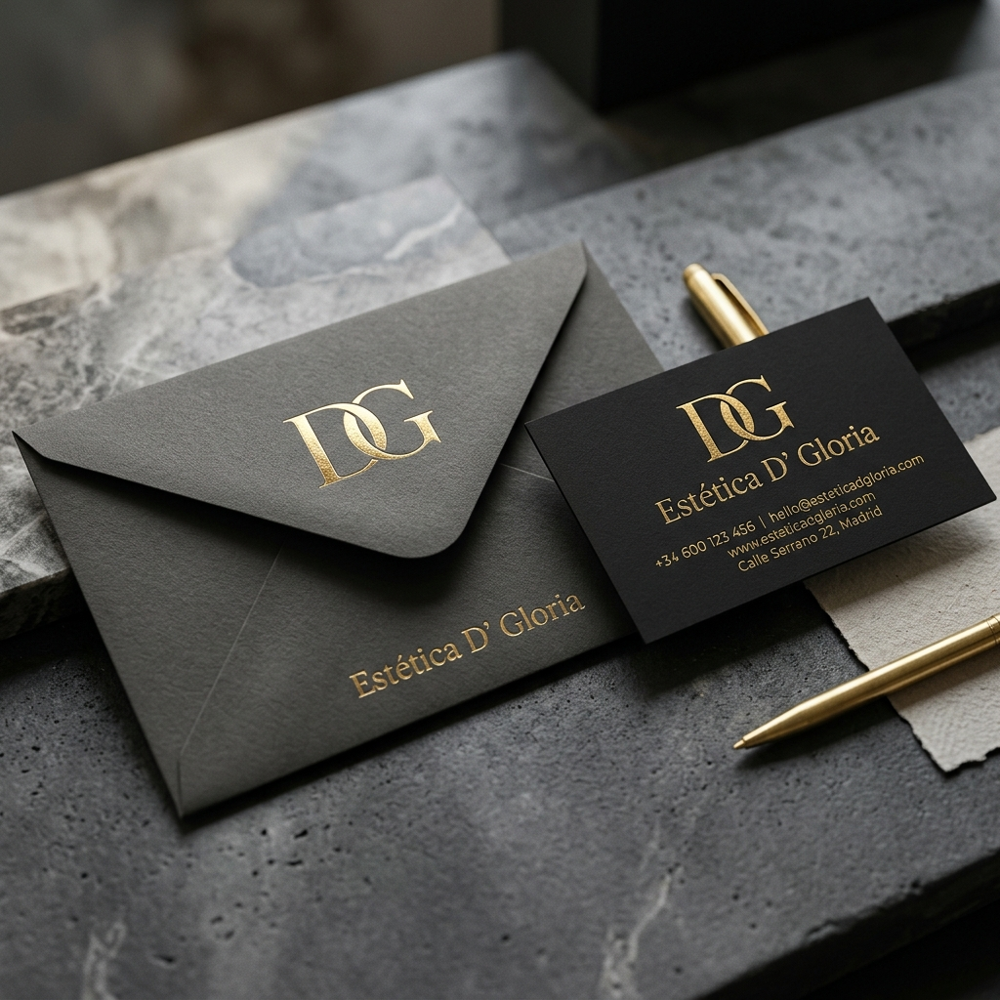 DG
Estética D' Gloria
DG
Estética D' Gloria
+34 600 123 456 | hello@esteticadgloria.com
www.esteticadgleria.com
Calle Serrano 22, Madrid